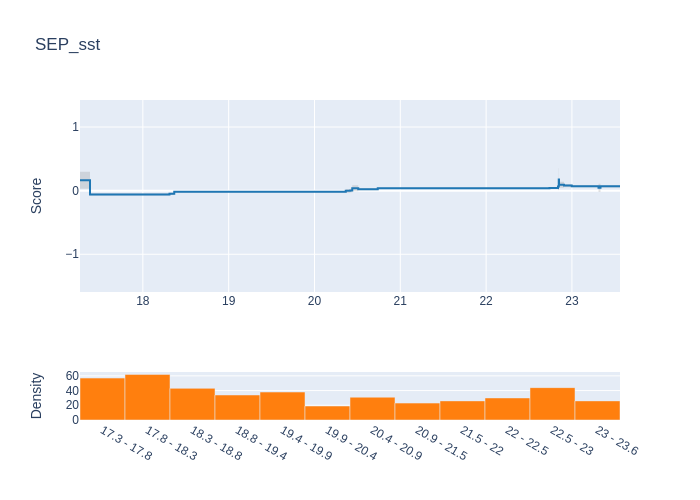 SEP_sst
Score
1
0
−1
18 19 20 21 22 23
Density
60
40
20
0
17.3 - 17.8
17.8 - 18.3
18.3 - 18.8
18.8 - 19.4
19.4 - 19.9
19.9 - 20.4
20.4 - 20.9
20.9 - 21.5
21.5 - 22
22 - 22.5
22.5 - 23
23 - 23.6